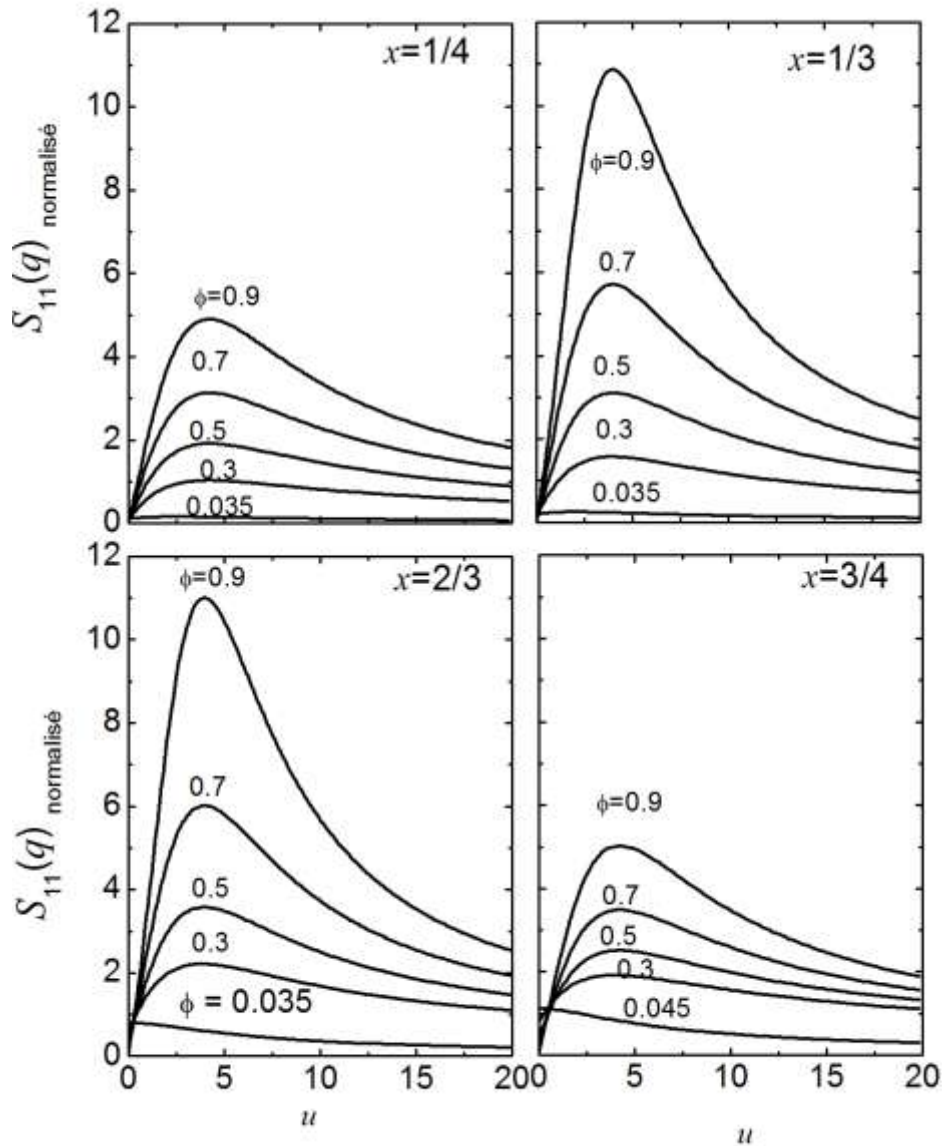 12
10
8
6
4
2
0
S11(q) normalisé
x=1/4
ϕ=0.9
0.7
0.5
0.3
0.035
x=1/3
ϕ=0.9
0.7
0.5
0.3
0.035
12
10
8
6
4
2
0
S11(q) normalisé
ϕ=0.9
x=2/3
0.7
0.5
0.3
ϕ = 0.035
0 5 10 15 20
u
x=3/4
ϕ=0.9
0.7
0.5
0.3
0.045
0 5 10 15 20
u